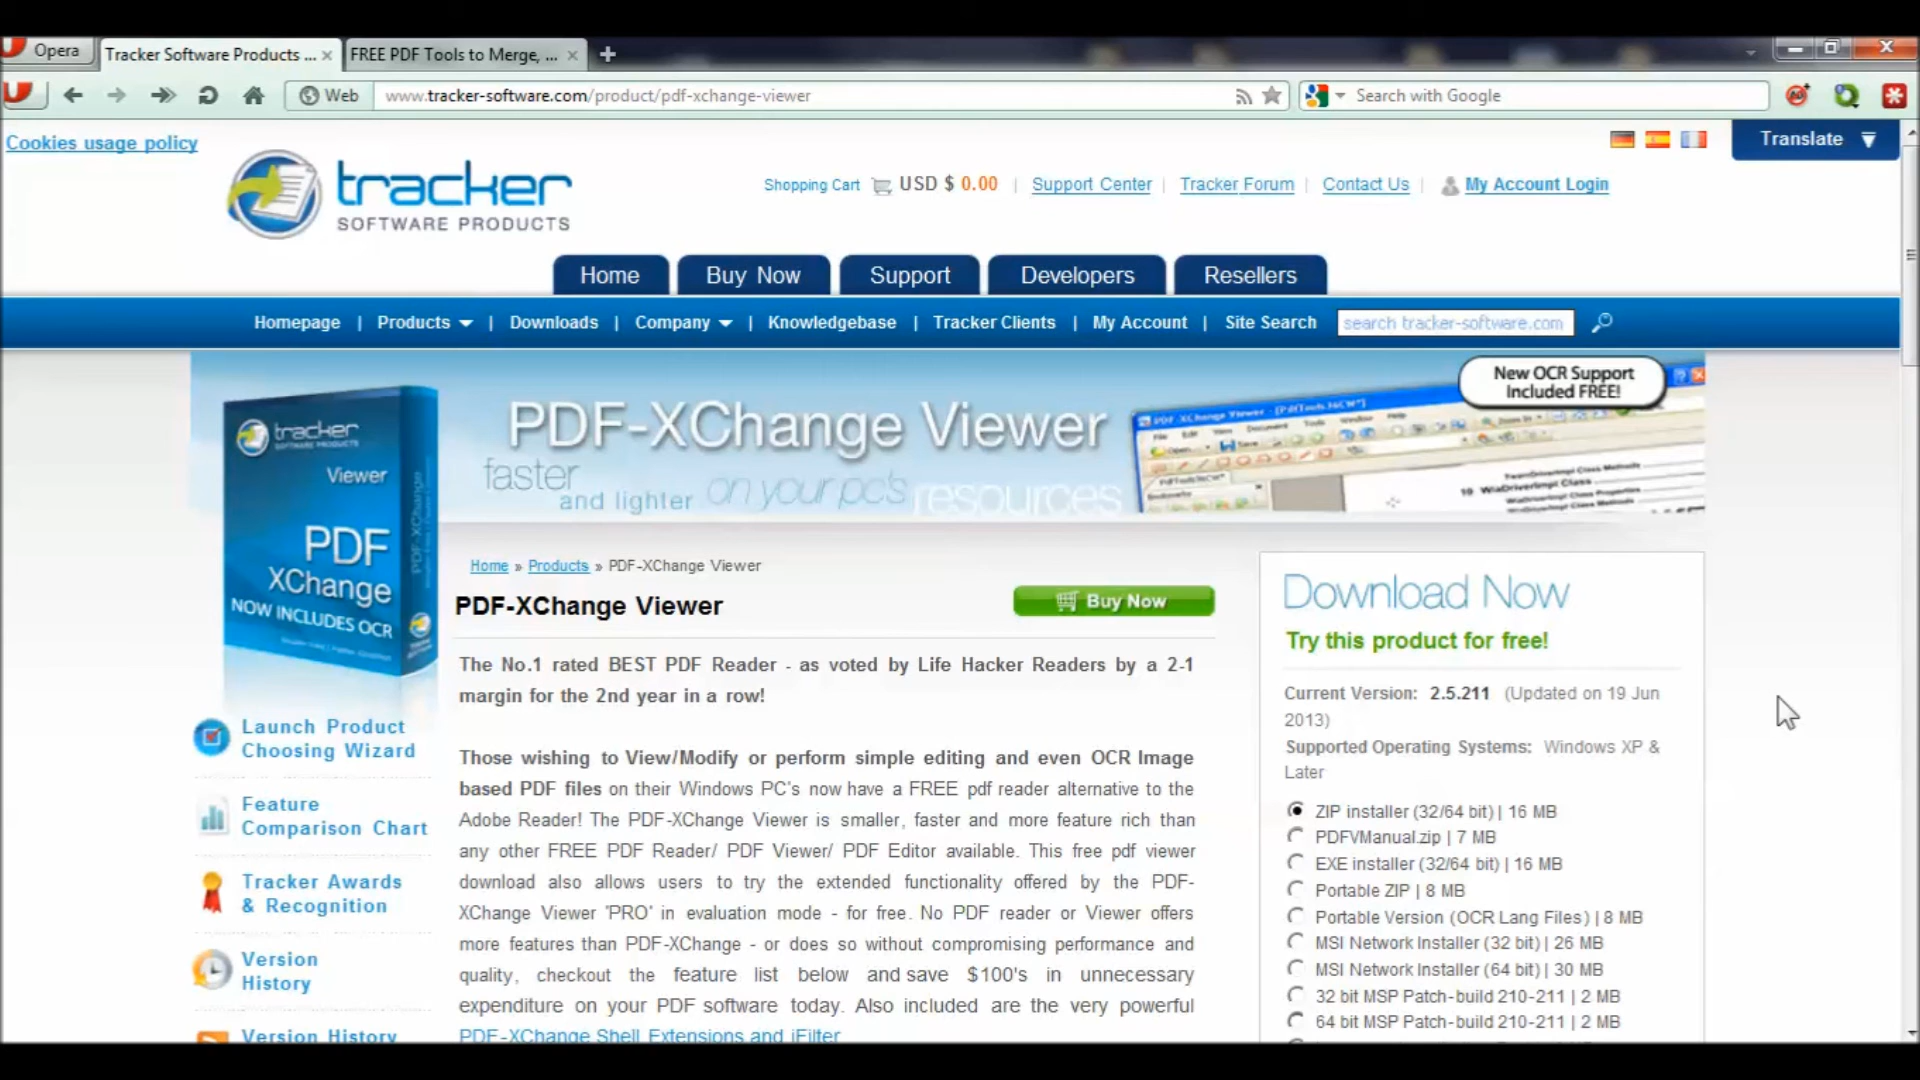 Opera
Tracker Software Products ...
FREE PDF Tools to Merge, ...
Web
www.tracker-software.com/product/pdf-xchange-viewer
Search with Google
Cookies usage policy
Translate
tracker
SOFTWARE PRODUCTS
Shopping Cart USD $ 0.00 | Support Center | Tracker Forum | Contact Us | My Account Login
Home
Buy Now
Support
Developers
Resellers
Homepage | Products | Downloads | Company | Knowledgebase | Tracker Clients | My Account | Site Search
search tracker-software.com
PDF-XChange Viewer
faster
and lighter on your pc's resources
New OCR Support
Included FREE!
tracker
SOFTWARE PRODUCTS
Viewer
PDF
XChange
NOW INCLUDES OCR
Home » Products » PDF-XChange Viewer
PDF-XChange Viewer
Buy Now
The No.1 rated BEST PDF Reader - as voted by Life Hacker Readers by a 2-1
margin for the 2nd year in a row!
Those wishing to View/Modify or perform simple editing and even OCR Image
based PDF files on their Windows PC's now have a FREE pdf reader alternative to the
Adobe Reader! The PDF-XChange Viewer is smaller, faster and more feature rich than
any other FREE PDF Reader/ PDF Viewer/ PDF Editor available. This free pdf viewer
download also allows users to try the extended functionality offered by the PDF-
XChange Viewer 'PRO' in evaluation mode - for free. No PDF reader or Viewer offers
more features than PDF-XChange - or does so without compromising performance and
quality, checkout the feature list below and save $100's in unnecessary
expenditure on your PDF software today. Also included are the very powerful
PDF-XChange Shell Extensions and iFilter
Launch Product
Choosing Wizard
Feature
Comparison Chart
Tracker Awards
& Recognition
Version
History
Version History
Download Now
Try this product for free!
Current Version: 2.5.211 (Updated on 19 Jun
2013)
Supported Operating Systems: Windows XP &
Later
ZIP installer (32/64 bit) | 16 MB
PDFVManual.zip | 7 MB
EXE installer (32/64 bit) | 16 MB
Portable ZIP | 8 MB
Portable Version (OCR Lang Files) | 8 MB
MSI Network Installer (32 bit) | 26 MB
MSI Network Installer (64 bit) | 30 MB
32 bit MSP Patch-build 210-211 | 2 MB
64 bit MSP Patch-build 210-211 | 2 MB